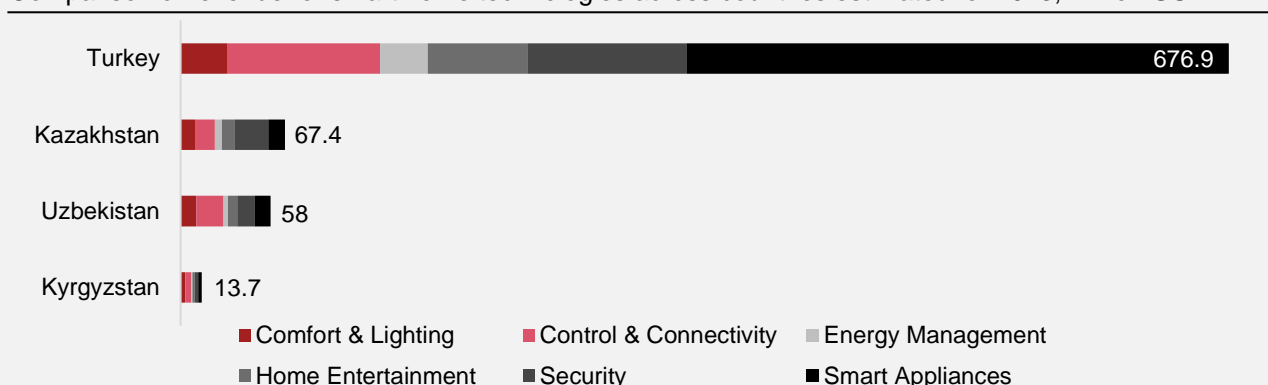 Turkey
676.9
Kazakhstan
67.4
Uzbekistan
58
Kyrgyzstan
13.7
Comfort & Lighting
Control & Connectivity
Energy Management
Home Entertainment
Security
Smart Appliances